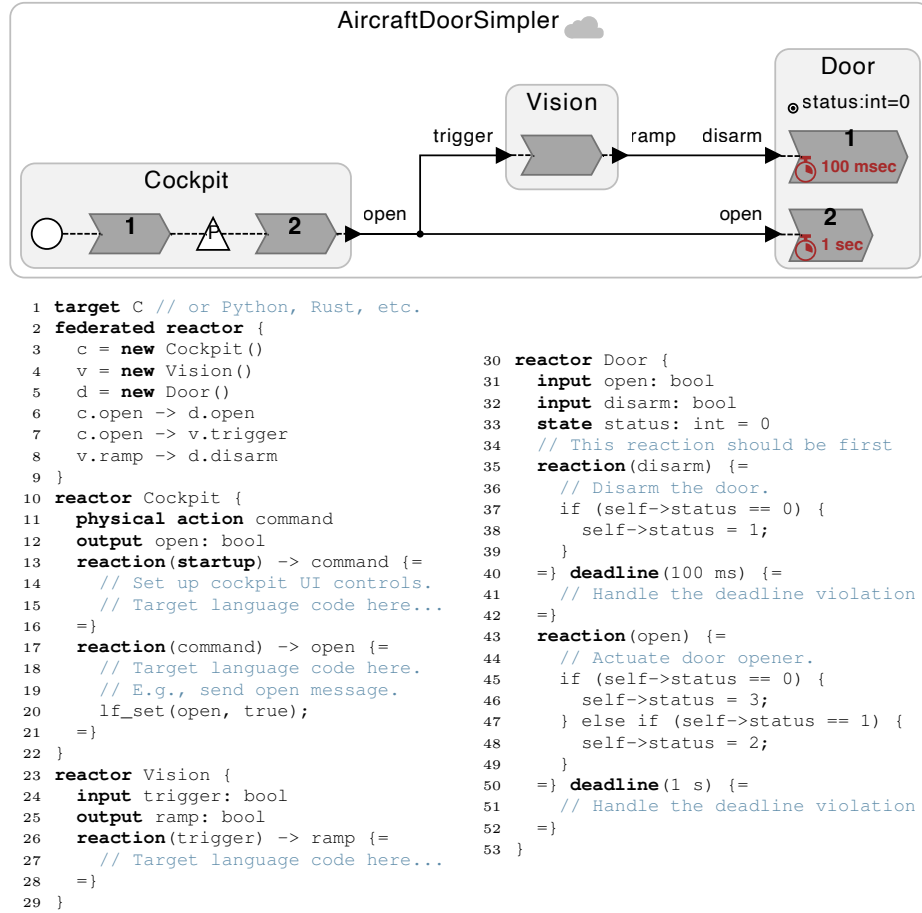 AircraftDoorSimpler
Door
status:int=0
Vision
trigger
ramp
disarm
1
100 msec
Cockpit
open
open
1
P
2
2
1 sec
1 target C // or Python, Rust, etc.
2 federated reactor {
3 c = new Cockpit()
4 v = new Vision()
5 d = new Door()
6 c.open -> d.open
7 c.open -> v.trigger
8 v.ramp -> d.disarm
9 }
10 reactor Cockpit {
11 physical action command
12 output open: bool
13 reaction(startup) -> command {=
14 // Set up cockpit UI controls.
15 // Target language code here...
16 =}
17 reaction(command) -> open {=
18 // Target language code here.
19 // E.g., send open message.
20 lf_set(open, true);
21 =}
22 }
23 reactor Vision {
24 input trigger: bool
25 output ramp: bool
26 reaction(trigger) -> ramp {=
27 // Target language code here...
28 =}
29 }
30 reactor Door {
31 input open: bool
32 input disarm: bool
33 state status: int = 0
34 // This reaction should be first
35 reaction(disarm) {=
36 // Disarm the door.
37 if (self->status == 0) {
38 self->status = 1;
39 }
40 =} deadline(100 ms) {=
41 // Handle the deadline violation
42 =}
43 reaction(open) {=
44 // Actuate door opener.
45 if (self->status == 0) {
46 self->status = 3;
47 } else if (self->status == 1) {
48 self->status = 2;
49 }
50 =} deadline(1 s) {=
51 // Handle the deadline violation
52 =}
53 }